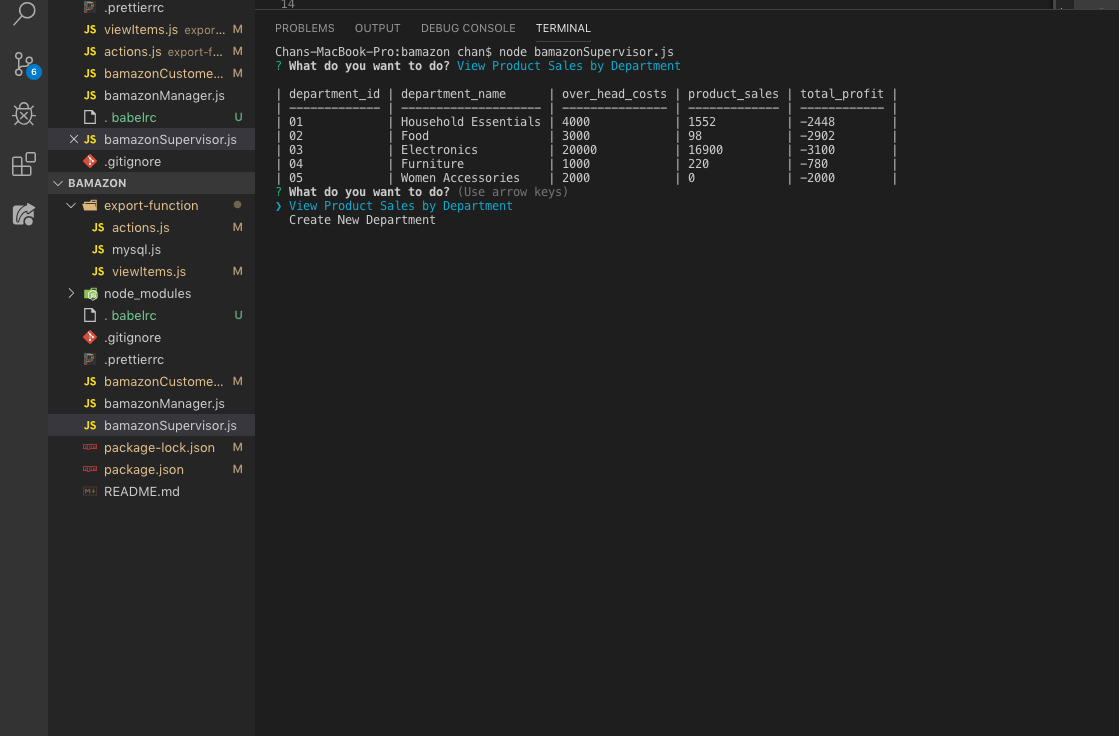 .prettierrc
JS viewItems.js expor... M
JS actions.js export-f... M
JS bamazonCustome... M
JS bamazonManager.js
. babelrc U
JS bamazonSupervisor.js
.gitignore
BAMAZON
export-function
JS actions.js M
JS mysql.js
JS viewItems.js M
node_modules
. babelrc U
.gitignore
.prettierrc
JS bamazonCustome... M
JS bamazonManager.js
JS bamazonSupervisor.js
package-lock.json M
package.json M
README.md
6
14
PROBLEMS OUTPUT DEBUG CONSOLE TERMINAL
Chans-MacBook-Pro:bamazon chan$ node bamazonSupervisor.js
? What do you want to do? View Product Sales by Department
| department_id | department_name | over_head_costs | product_sales | total_profit |
| ------------- | -------------------- | --------------- | ------------- | ------------ |
| 01 | Household Essentials | 4000 | 1552 | -2448 |
| 02 | Food | 3000 | 98 | -2902 |
| 03 | Electronics | 20000 | 16900 | -3100 |
| 04 | Furniture | 1000 | 220 | -780 |
| 05 | Women Accessories | 2000 | 0 | -2000 |
? What do you want to do? (Use arrow keys)
❯ View Product Sales by Department
Create New Department